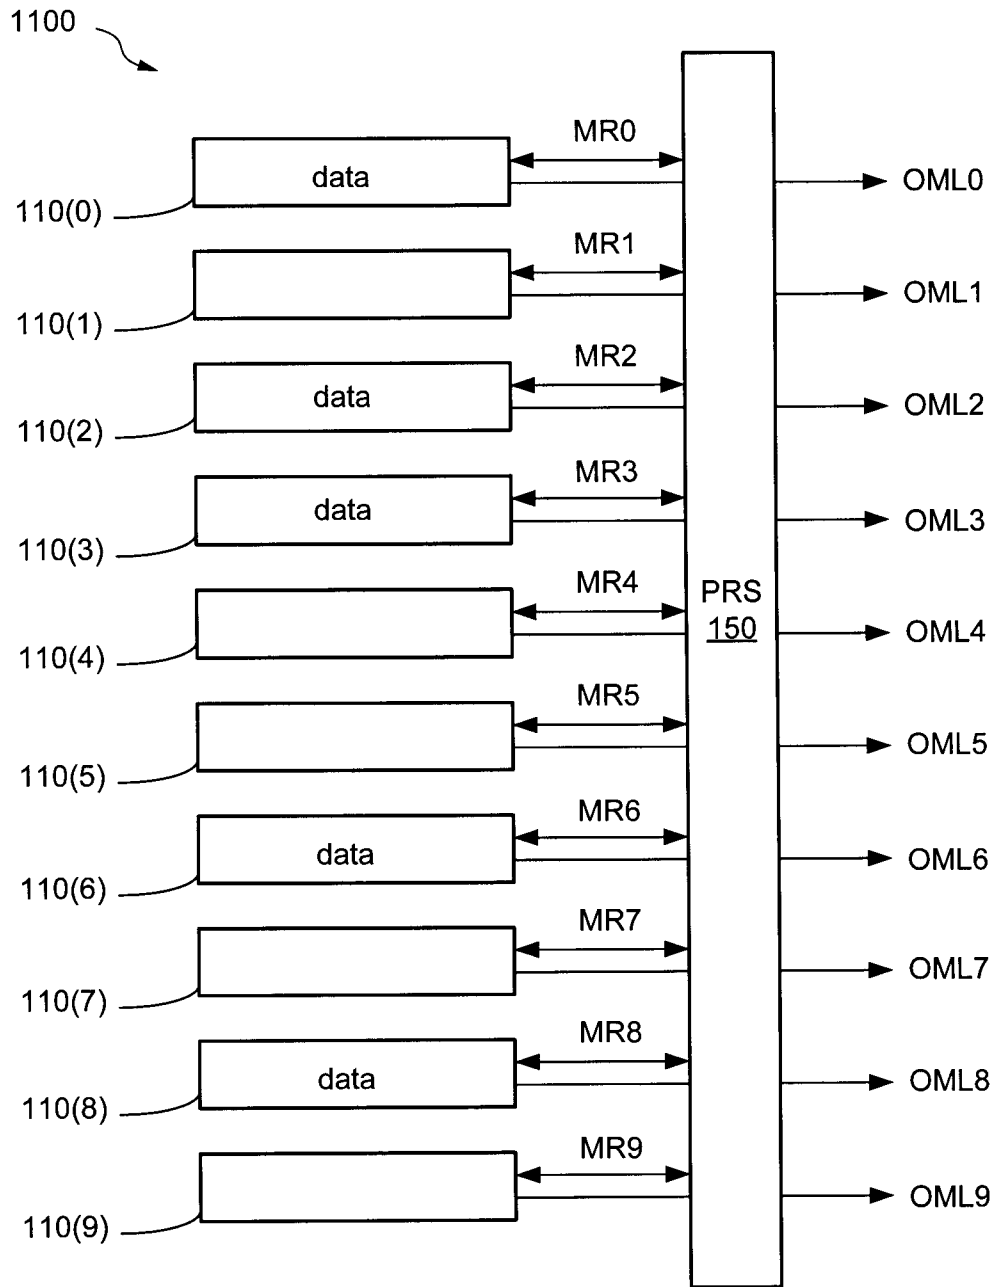 1100
MR0
data
OML0
110(0)
MR1
OML1
110(1)
MR2
data
OML2
110(2)
MR3
data
OML3
110(3)
MR4
PRS
150
OML4
110(4)
MR5
OML5
110(5)
MR6
data
OML6
110(6)
MR7
OML7
110(7)
MR8
data
OML8
110(8)
MR9
OML9
110(9)